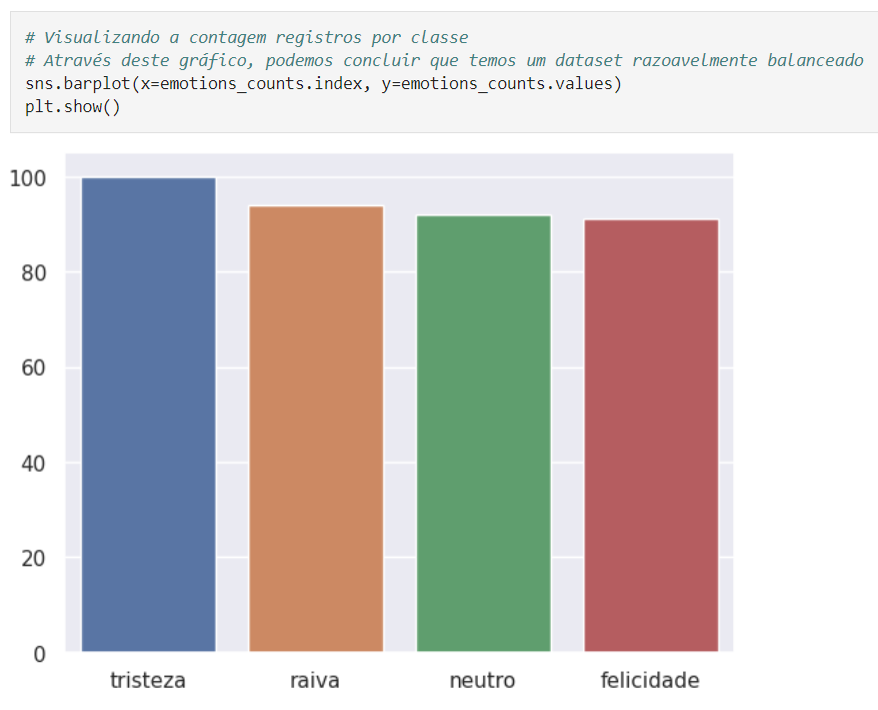 # Visualizando a contagem registros por classe
# Através deste gráfico, podemos concluir que temos um dataset razoavelmente balanceado
sns.barplot(x=emotions_counts.index, y=emotions_counts.values)
plt.show()
100
80
60
40
20
0
tristeza raiva neutro felicidade